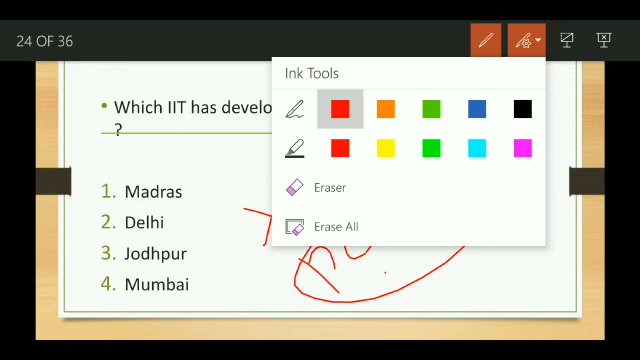 24 OF 36
Ink Tools
• Which IIT has develo
?
1. Madras
2. Delhi
3. Jodhpur
4. Mumbai
Eraser
Erase All